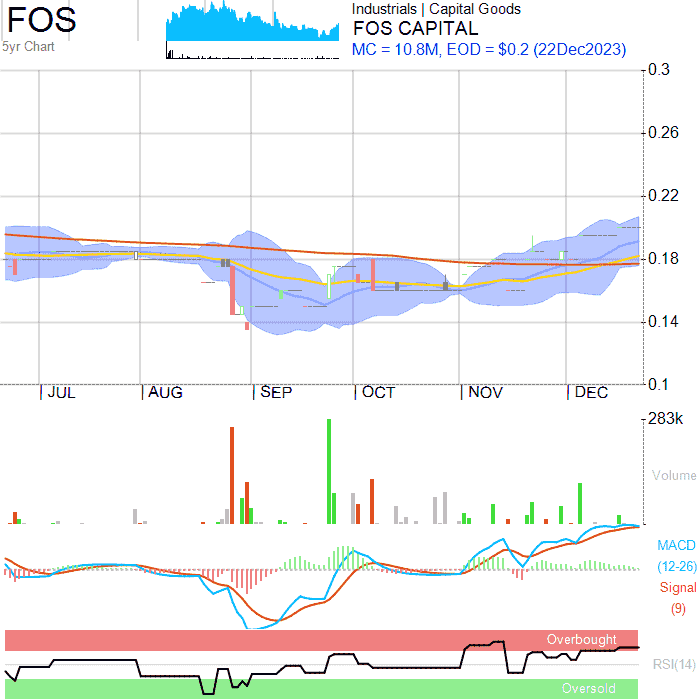 FOS
5yr Chart
Industrials | Capital Goods
FOS CAPITAL
MC = 10.8M, EOD = $0.2 (22Dec2023)
0.3
0.26
0.22
0.18
0.14
0.1
JUL AUG SEP OCT NOV DEC
283k
Volume
MACD
(12-26)
Signal
(9)
Overbought
RSI(14)
Oversold